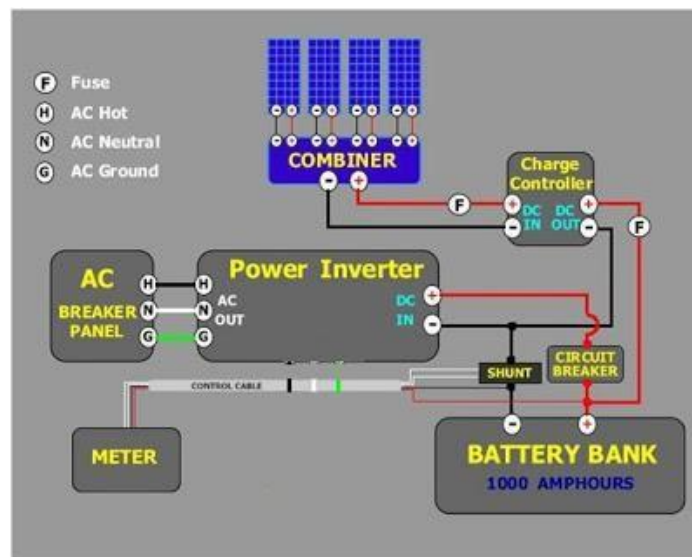 F Fuse
H AC Hot
N AC Neutral
G AC Ground
- + - + - + - +
- + - + - + - +
COMBINER
- +
Charge
Controller
F
+ DC DC +
- IN OUT -
F
AC
BREAKER
PANEL
H H
N N
G G
Power Inverter
AC
OUT
DC +
IN -
SHUNT
CIRCUIT
BREAKER
CONTROL CABLE
METER
- +
BATTERY BANK
1000 AMPHOURS